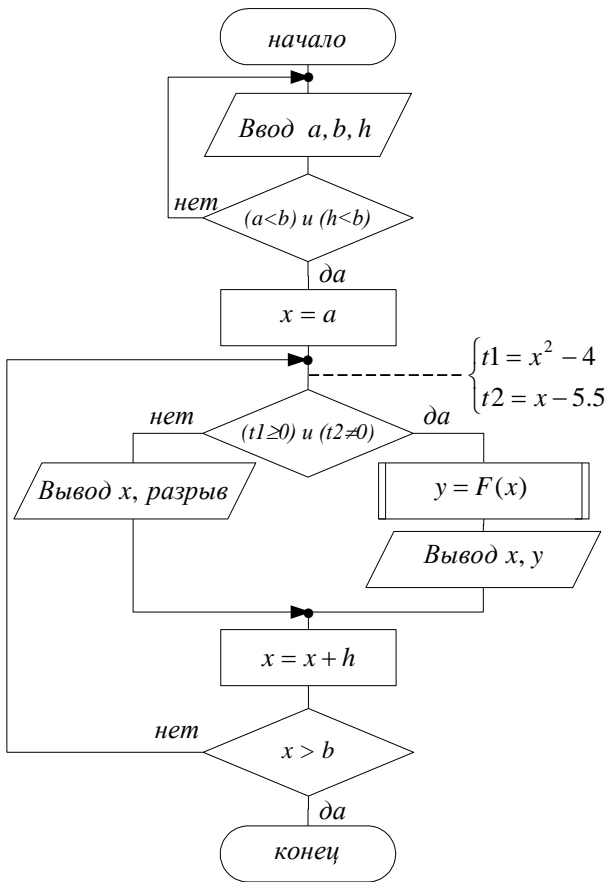 начало
Ввод a, b, h
нет
(a<b) и (h<b)
да
x = a
t1 = x² − 4
t2 = x − 5.5
нет
(t1≥0) и (t2≠0)
да
Вывод x, разрыв
y = F(x)
Вывод x, y
x = x + h
нет
x > b
да
конец